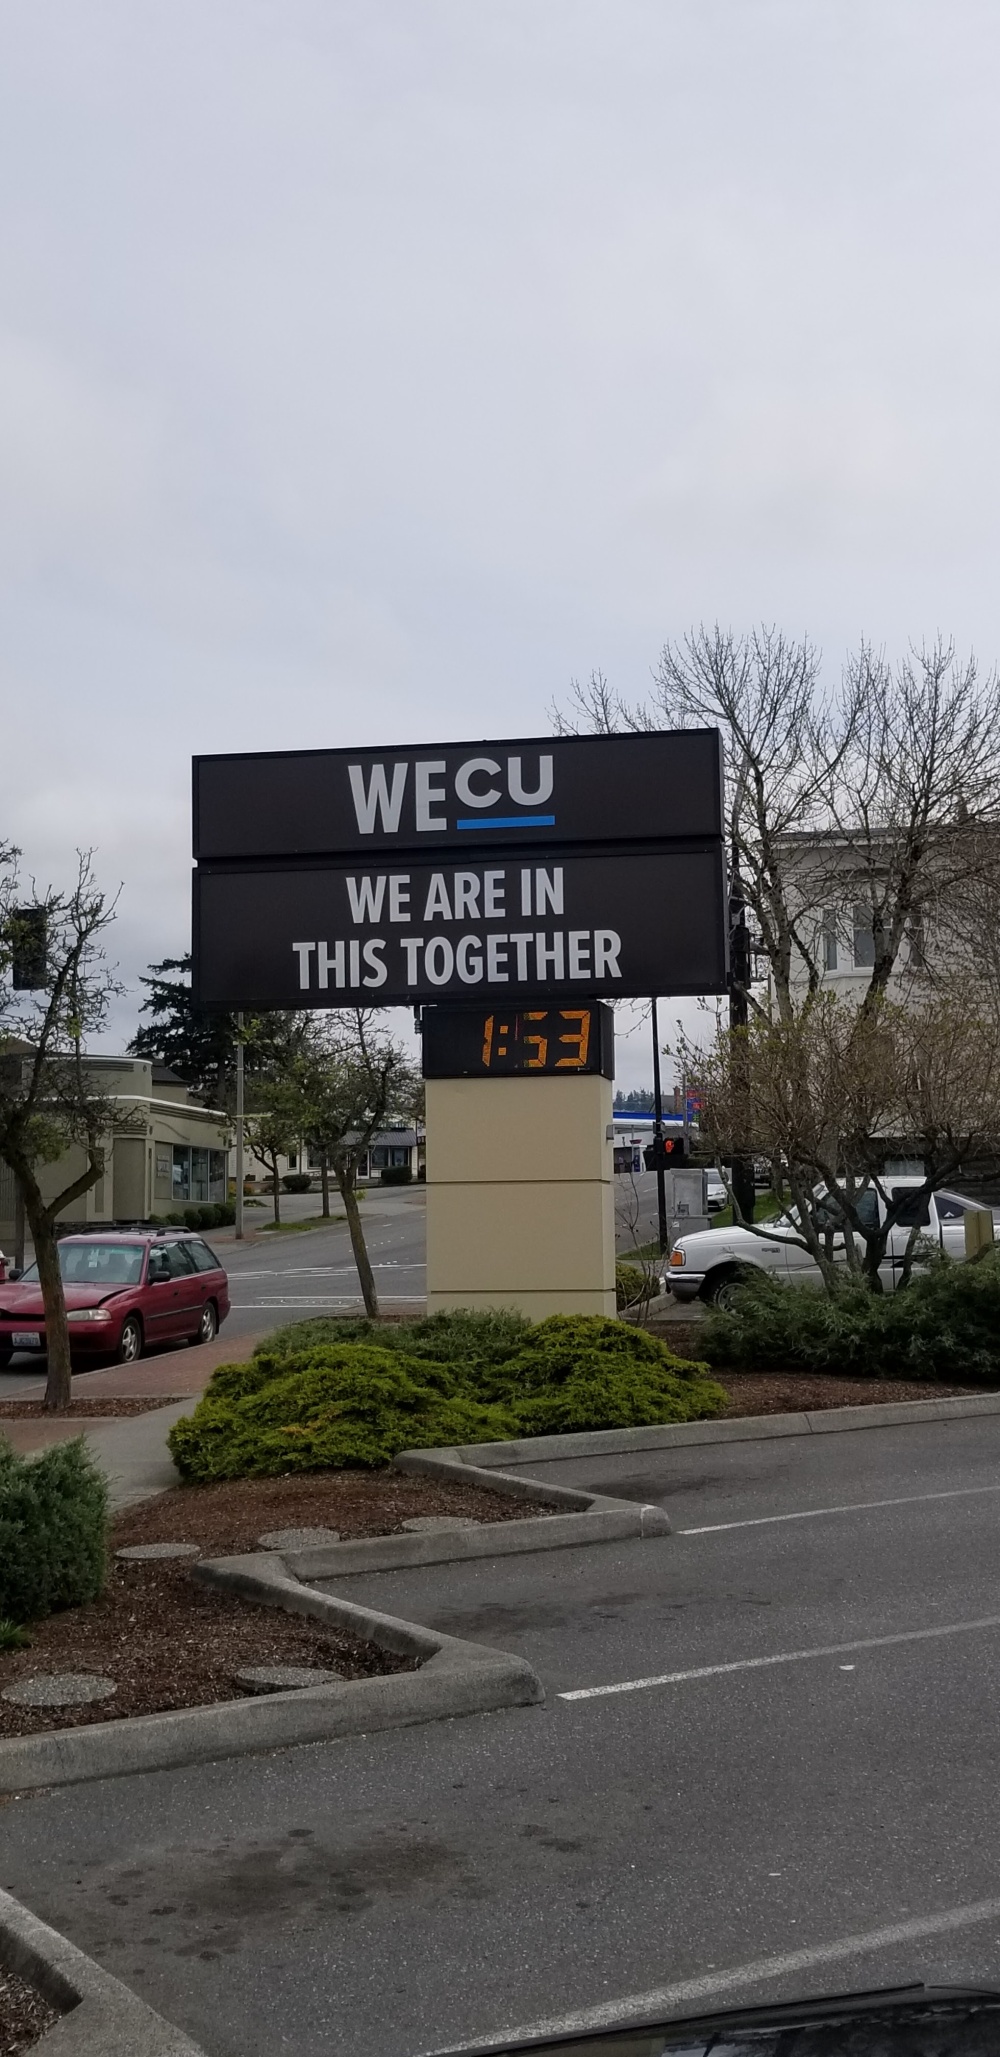 WECU
WE ARE IN
THIS TOGETHER
1:53